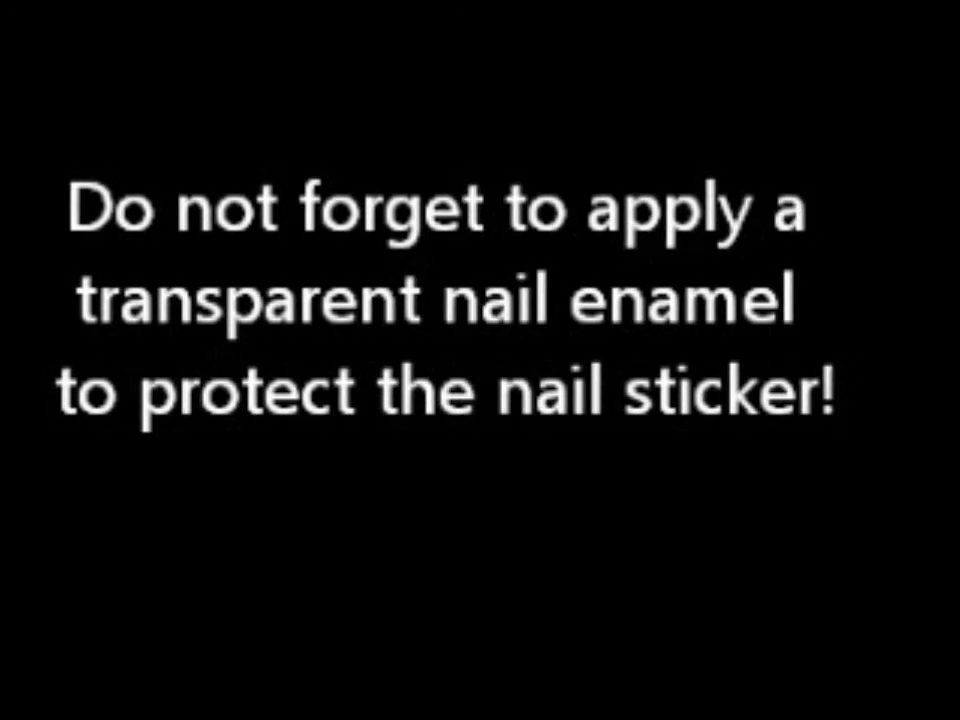 Do not forget to apply a
transparent nail enamel
to protect the nail sticker!